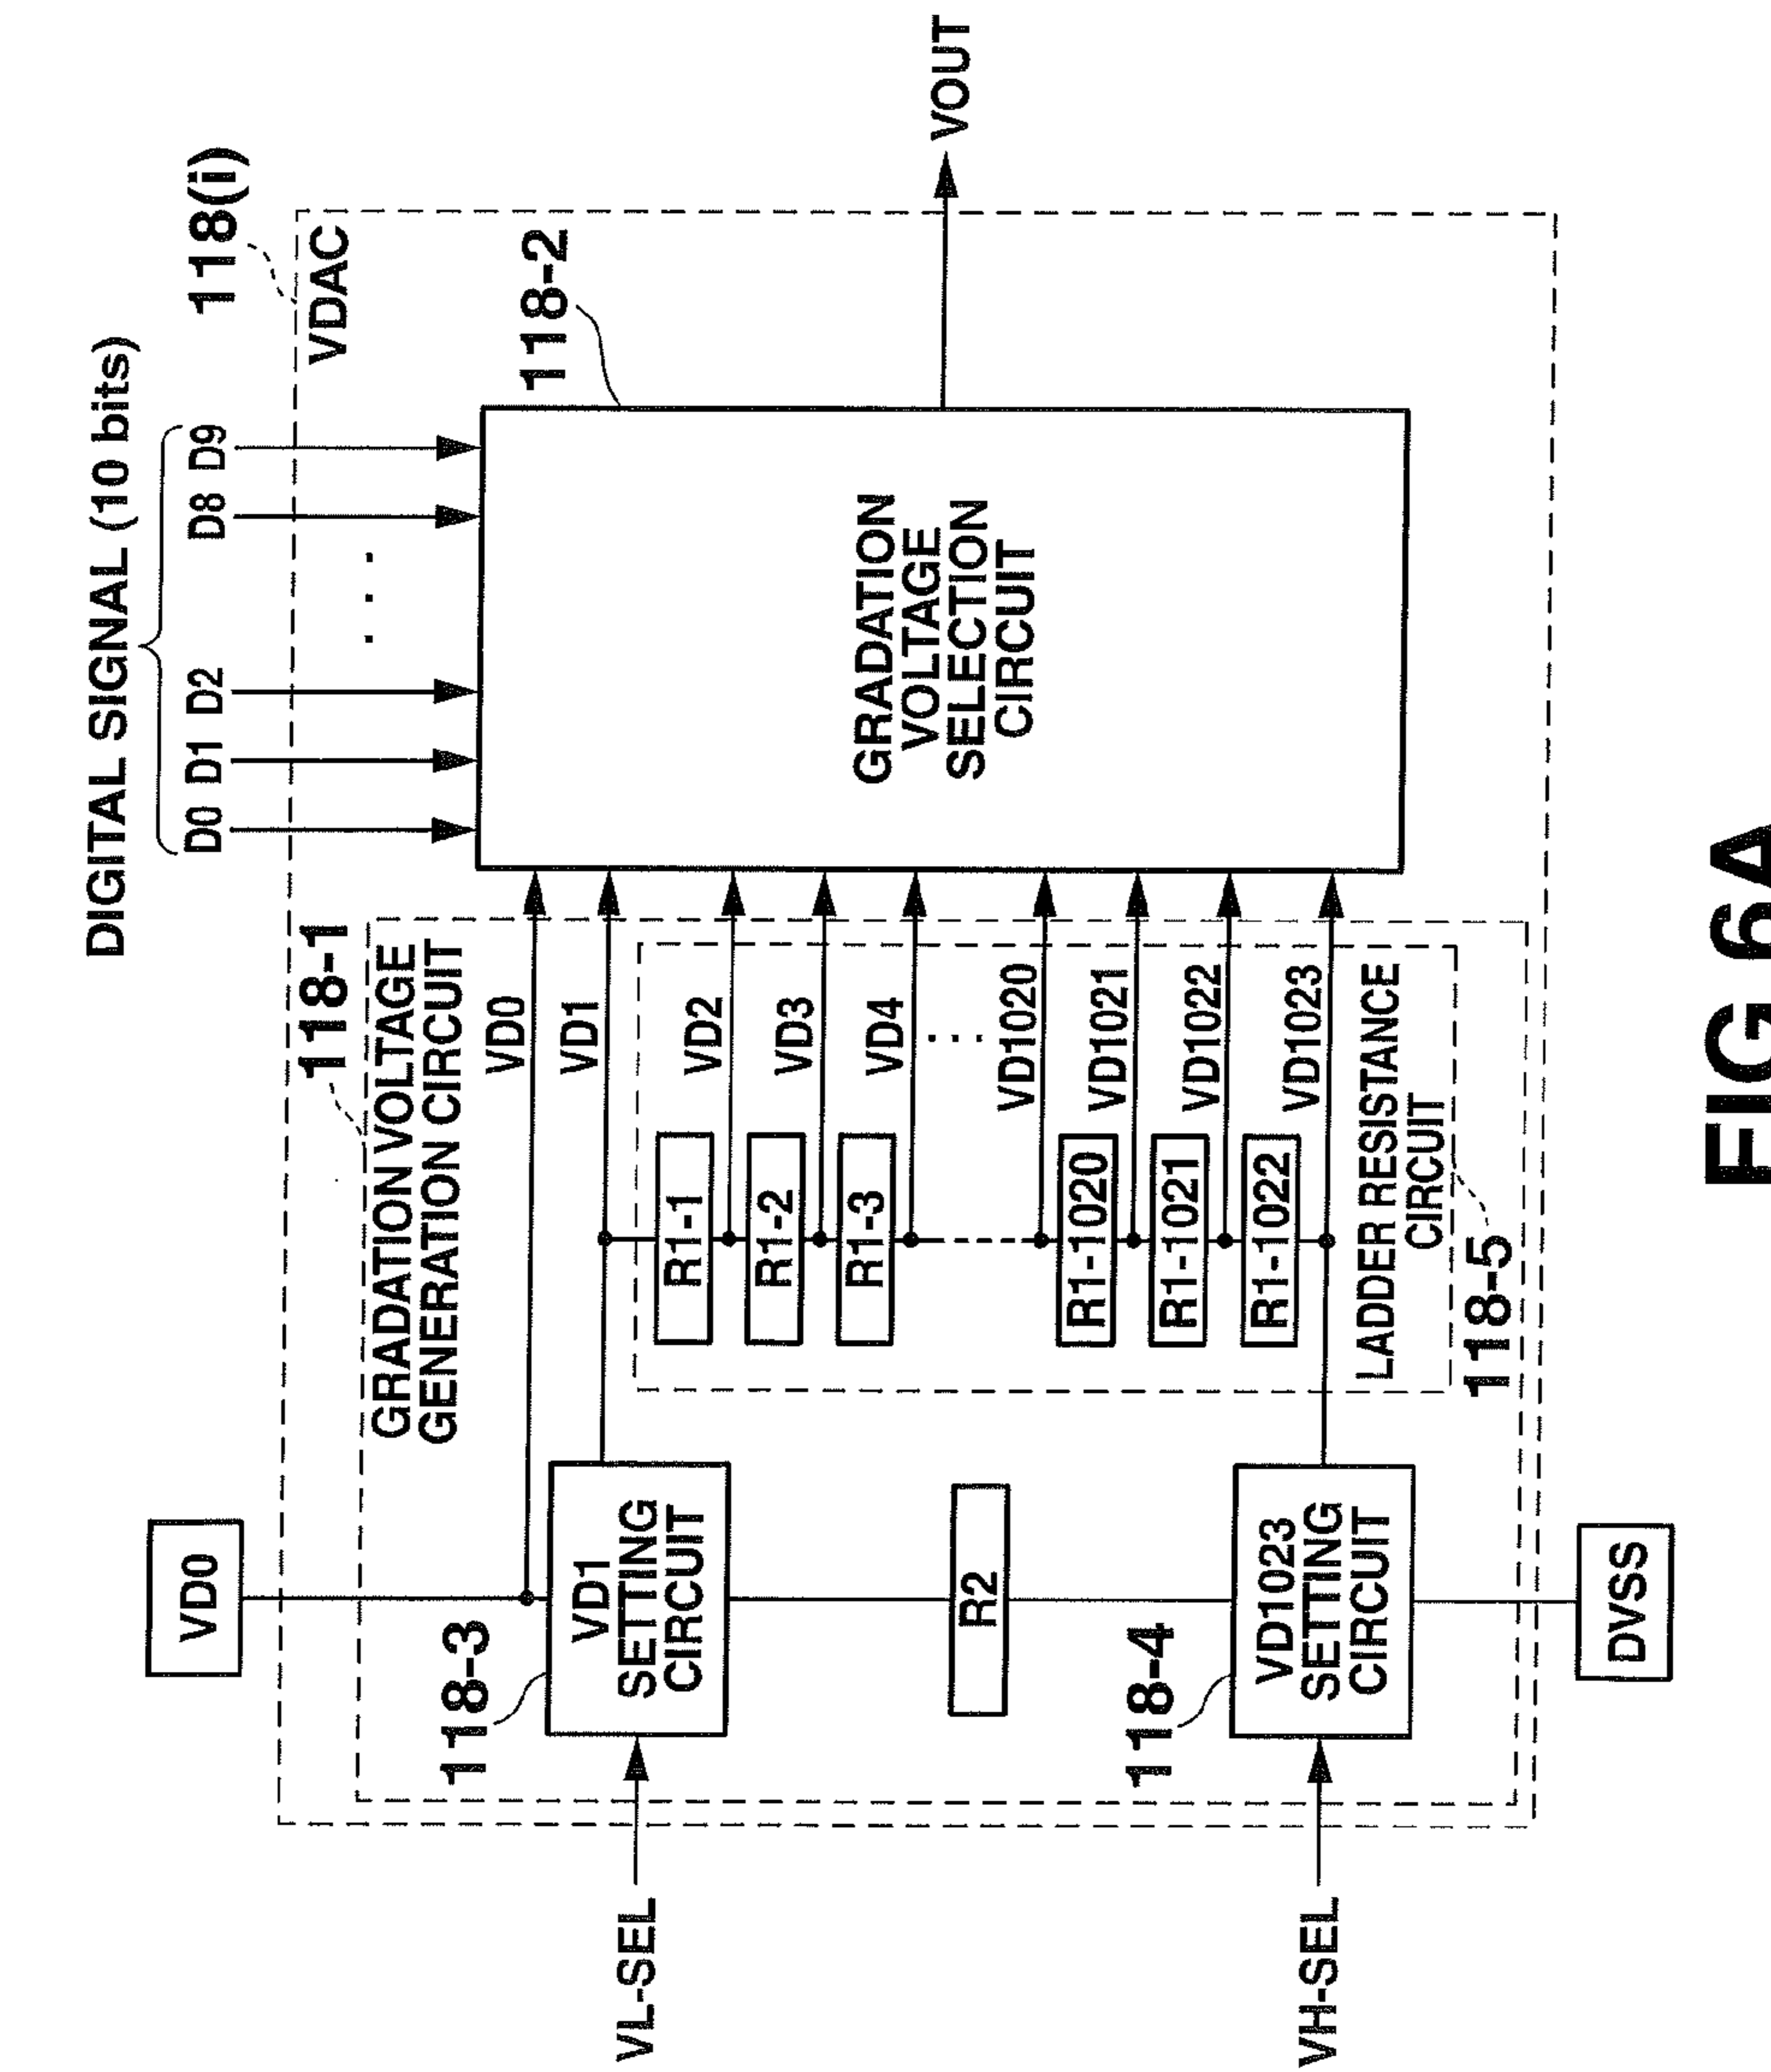 DIGITAL SIGNAL (10 bits)
D0 D1 D2 . . . D8 D9
118(i)
VDAC
VD0
118-1
GRADATION VOLTAGE
GENERATION CIRCUIT
118-2
GRADATION
VOLTAGE
SELECTION
CIRCUIT
VOUT
VD0
VD1
VD2
VD3
VD4
. . .
VD1020
VD1021
VD1022
VD1023
118-3
VD1
SETTING
CIRCUIT
VL-SEL
R1-1
R1-2
R1-3
R1-1020
R1-1021
R1-1022
R2
LADDER RESISTANCE
CIRCUIT
118-5
118-4
VD1023
SETTING
CIRCUIT
VH-SEL
DVSS
FIG 6A